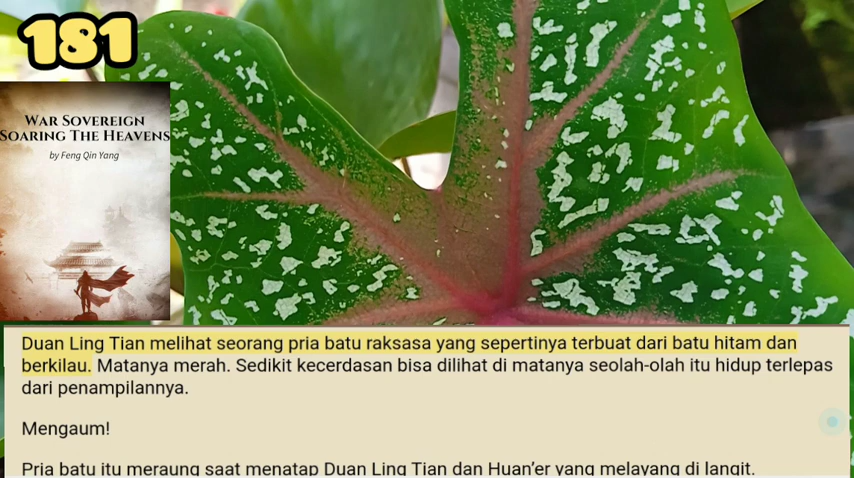 181
WAR SOVEREIGN
SOARING THE HEAVENS
by Feng Qin Yang
Duan Ling Tian melihat seorang pria batu raksasa yang sepertinya terbuat dari batu hitam dan
berkilau. Matanya merah. Sedikit kecerdasan bisa dilihat di matanya seolah-olah itu hidup terlepas
dari penampilannya.
Mengaum!
Pria batu itu meraung saat menatap Duan Ling Tian dan Huan’er yang melayang di langit.